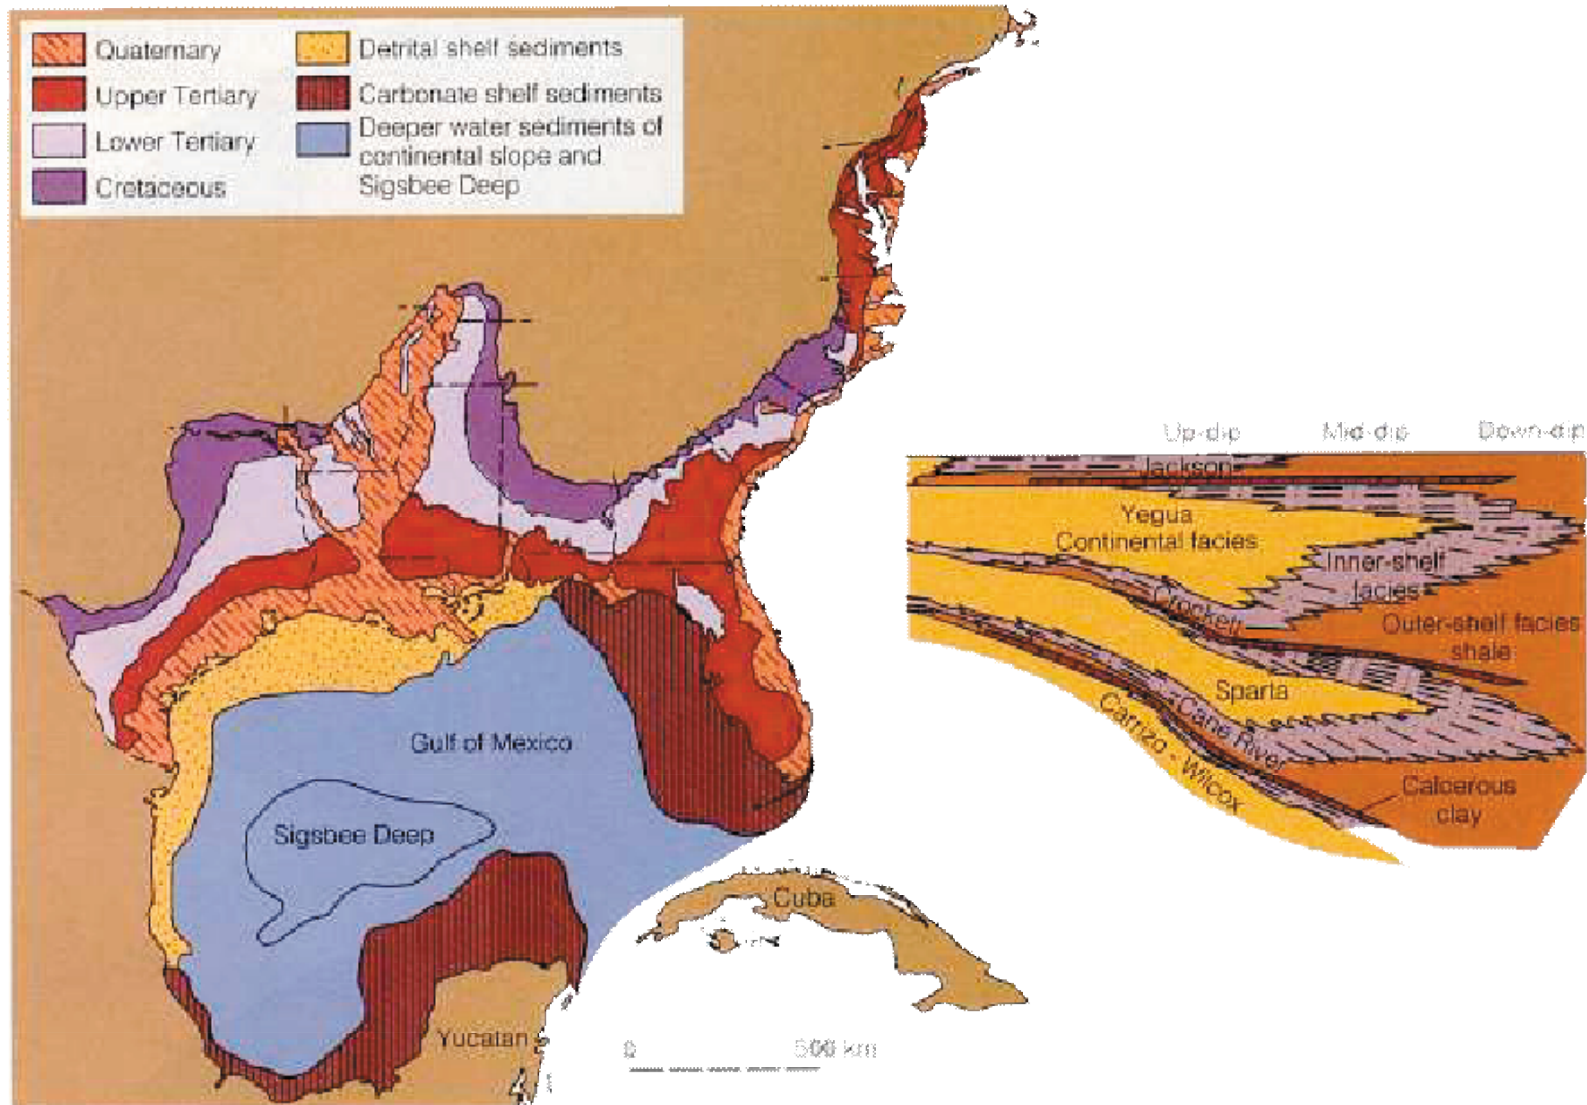 Quaternary
Upper Tertiary
Lower Tertiary
Cretaceous
Detrital shelf sediments
Carbonate shelf sediments
Deeper water sediments of
continental slope and
Sigsbee Deep
Gulf of Mexico
Sigsbee Deep
Cuba
Yucatan
0 500 km
Up-dip Mid-dip Down-dip
Jackson
Yegua
Continental facies
Inner-shelf
facies
Crockett
Outer-shelf facies
shale
Sparta
Cane River
Carrizo - Wilcox
Calcerous
clay